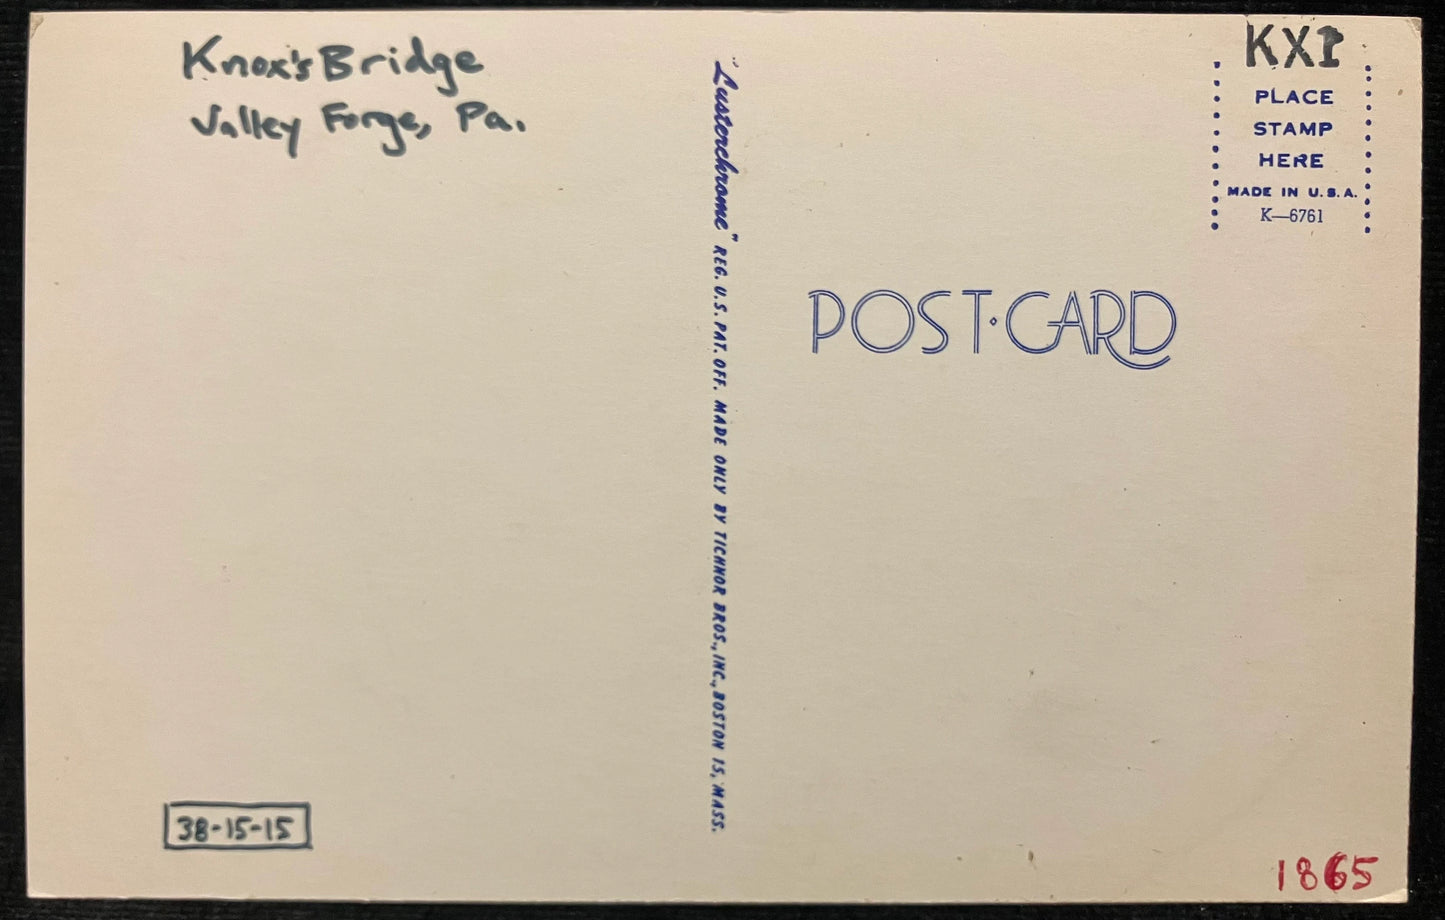 Knox's Bridge
Valley Forge, Pa.
38-15-15
"Lusterchrome" REG. U.S. PAT. OFF. MADE ONLY BY TICHNOR BROS., INC., BOSTON 15, MASS.
KX1
PLACE
STAMP
HERE
MADE IN U.S.A.
K—6761
POST·CARD
1865